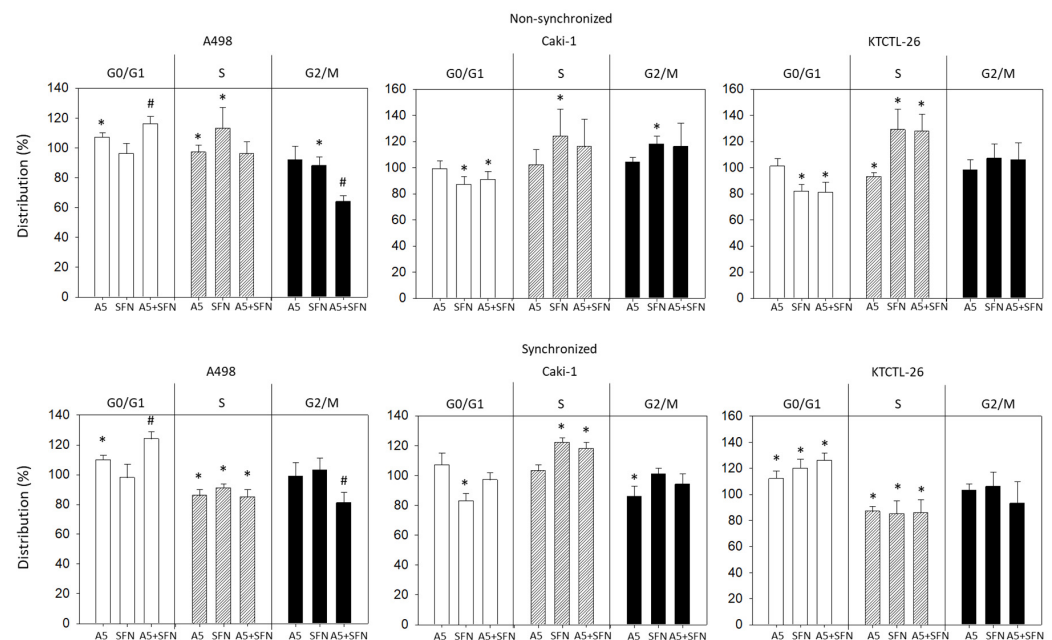 Non-synchronized
A498 Caki-1 KTCTL-26
G0/G1 S G2/M G0/G1 S G2/M G0/G1 S G2/M
Distribution (%)
140 120 100 80 60 40 20 0
160 140 120 100 80 60 40 20 0
160 140 120 100 80 60 40 20 0
* # * * * #
* * * *
* * * * *
A5 SFN A5+SFN A5 SFN A5+SFN A5 SFN A5+SFN
A5 SFN A5+SFN A5 SFN A5+SFN A5 SFN A5+SFN
A5 SFN A5+SFN A5 SFN A5+SFN A5 SFN A5+SFN
Synchronized
A498 Caki-1 KTCTL-26
G0/G1 S G2/M G0/G1 S G2/M G0/G1 S G2/M
Distribution (%)
140 120 100 80 60 40 20 0
140 120 100 80 60 40 20 0
160 140 120 100 80 60 40 20 0
* # * * * #
* * * *
* * * * * *
A5 SFN A5+SFN A5 SFN A5+SFN A5 SFN A5+SFN
A5 SFN A5+SFN A5 SFN A5+SFN A5 SFN A5+SFN
A5 SFN A5+SFN A5 SFN A5+SFN A5 SFN A5+SFN